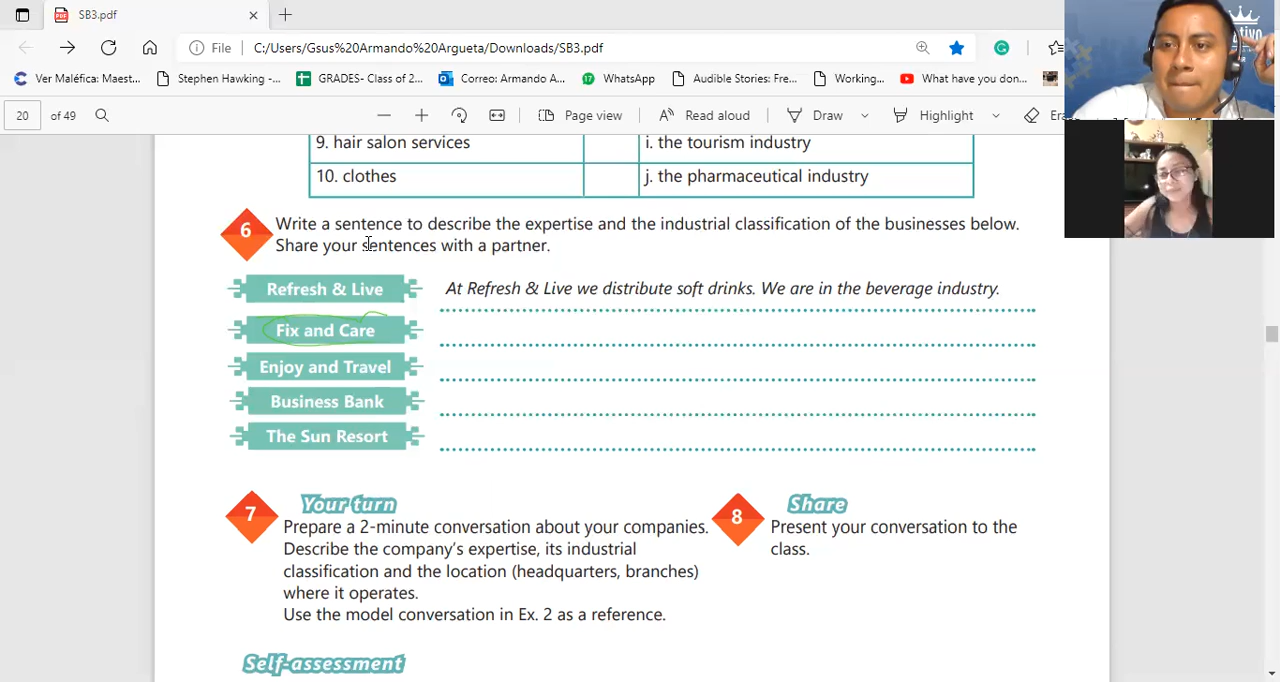 SB3.pdf
File
C:/Users/Gsus%20Armando%20Argueta/Downloads/SB3.pdf
Ver Maléfica: Maest...
Stephen Hawking -...
GRADES- Class of 2...
Correo: Armando A...
WhatsApp
Audible Stories: Fre...
Working...
What have you don...
20 of 49
Page view
Read aloud
Draw
Highlight
9. hair salon services
i. the tourism industry
10. clothes
j. the pharmaceutical industry
6
Write a sentence to describe the expertise and the industrial classification of the businesses below.
Share your sentences with a partner.
Refresh & Live
At Refresh & Live we distribute soft drinks. We are in the beverage industry.
Fix and Care
Enjoy and Travel
Business Bank
The Sun Resort
7
Your turn
Prepare a 2-minute conversation about your companies.
Describe the company's expertise, its industrial
classification and the location (headquarters, branches)
where it operates.
Use the model conversation in Ex. 2 as a reference.
8
Share
Present your conversation to the
class.
Self-assessment